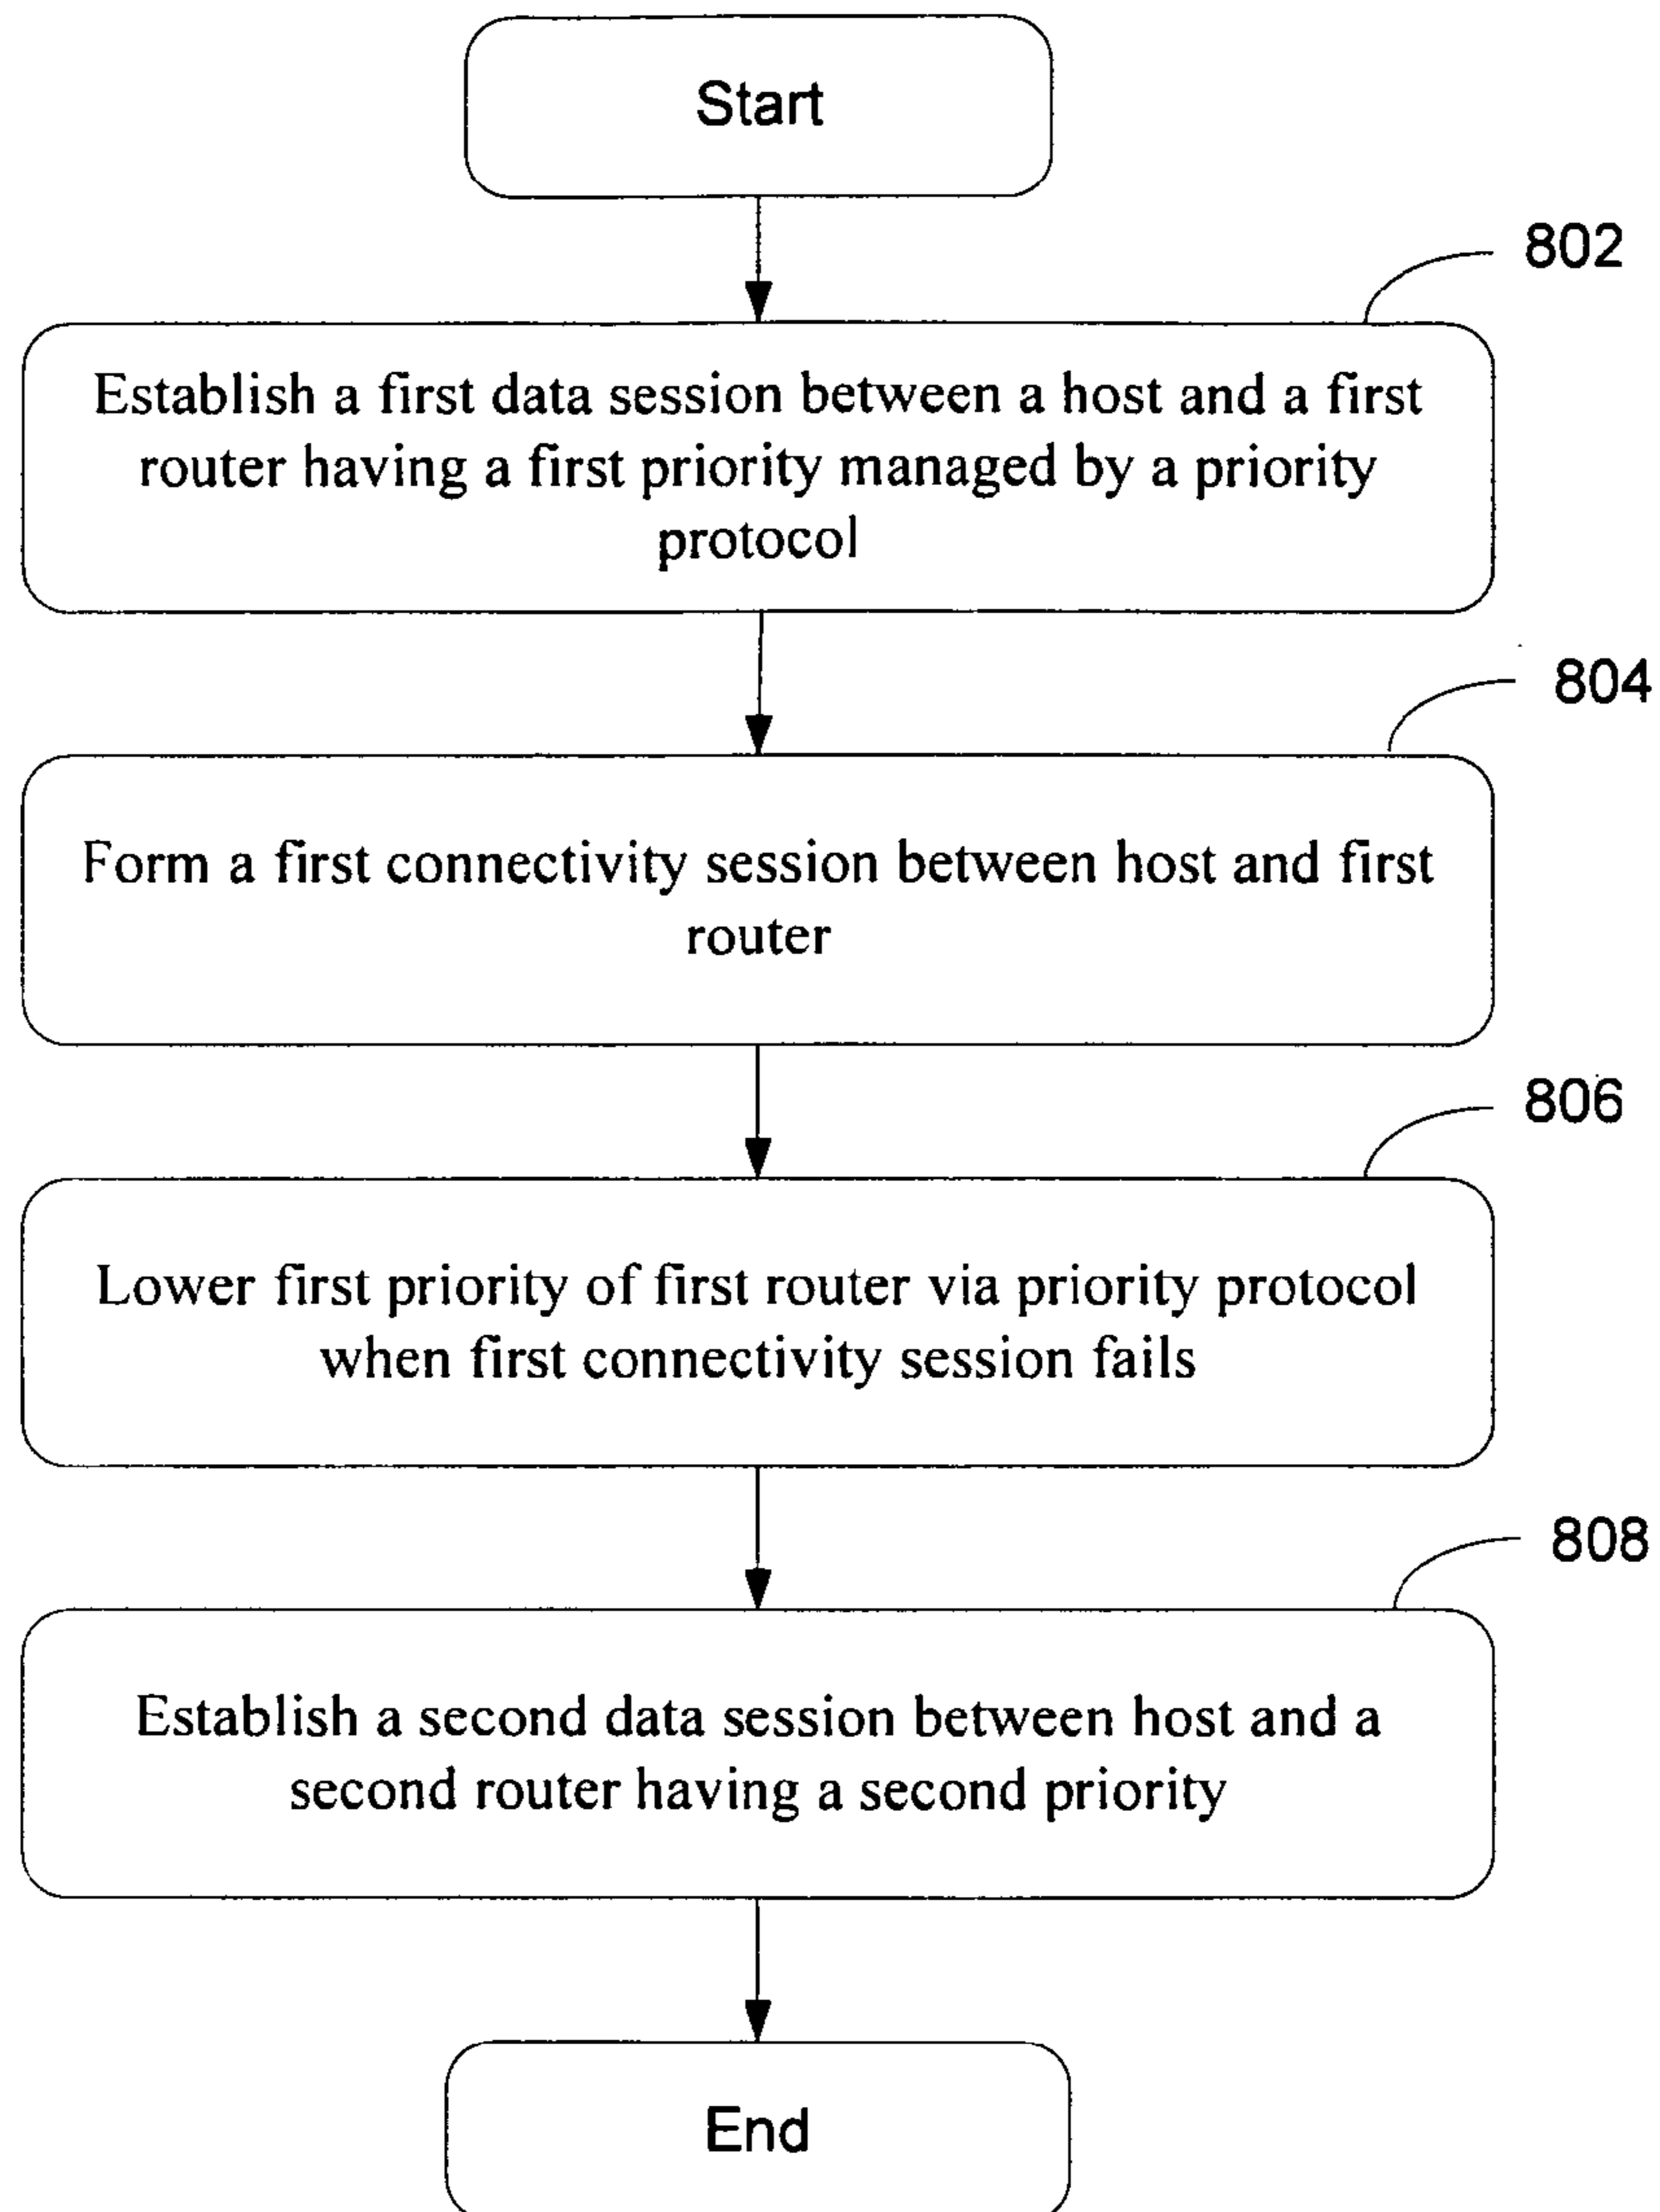 Start
802
Establish a first data session between a host and a first
router having a first priority managed by a priority
protocol
804
Form a first connectivity session between host and first
router
806
Lower first priority of first router via priority protocol
when first connectivity session fails
808
Establish a second data session between host and a
second router having a second priority
End